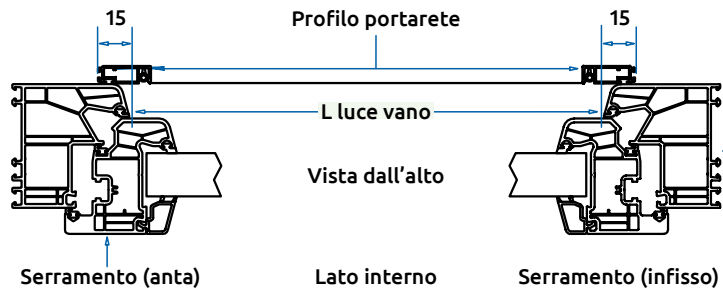 15 Profilo portarete 15
L luce vano
Vista dall'alto
Serramento (anta) Lato interno Serramento (infisso)